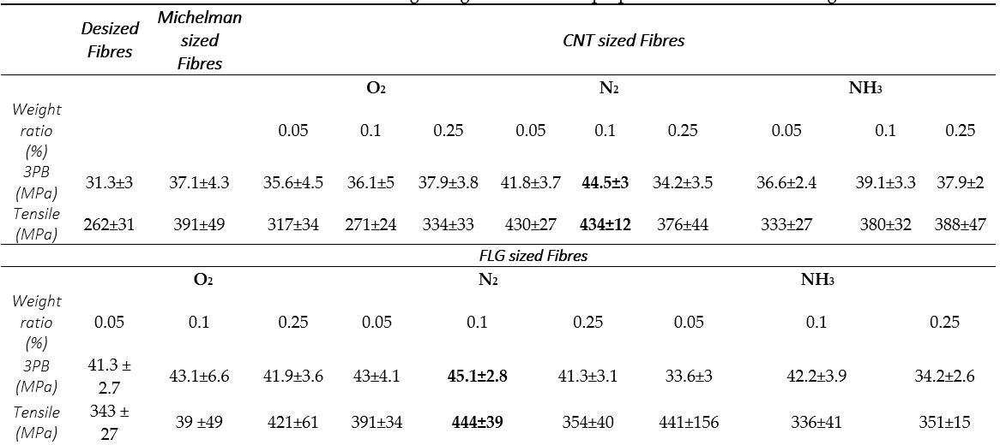 Desized Fibres Michelman sized Fibres CNT sized Fibres
O2 N2 NH3
Weight ratio (%) 0.05 0.1 0.25 0.05 0.1 0.25 0.05 0.1 0.25
3PB (MPa) 31.3±3 37.1±4.3 35.6±4.5 36.1±5 37.9±3.8 41.8±3.7 44.5±3 34.2±3.5 36.6±2.4 39.1±3.3 37.9±2
Tensile (MPa) 262±31 391±49 317±34 271±24 334±33 430±27 434±12 376±44 333±27 380±32 388±47
FLG sized Fibres
O2 N2 NH3
Weight ratio (%) 0.05 0.1 0.25 0.05 0.1 0.25 0.05 0.1 0.25
3PB (MPa) 41.3 ± 2.7 43.1±6.6 41.9±3.6 43±4.1 45.1±2.8 41.3±3.1 33.6±3 42.2±3.9 34.2±2.6
Tensile (MPa) 343 ± 27 39 ±49 421±61 391±34 444±39 354±40 441±156 336±41 351±15